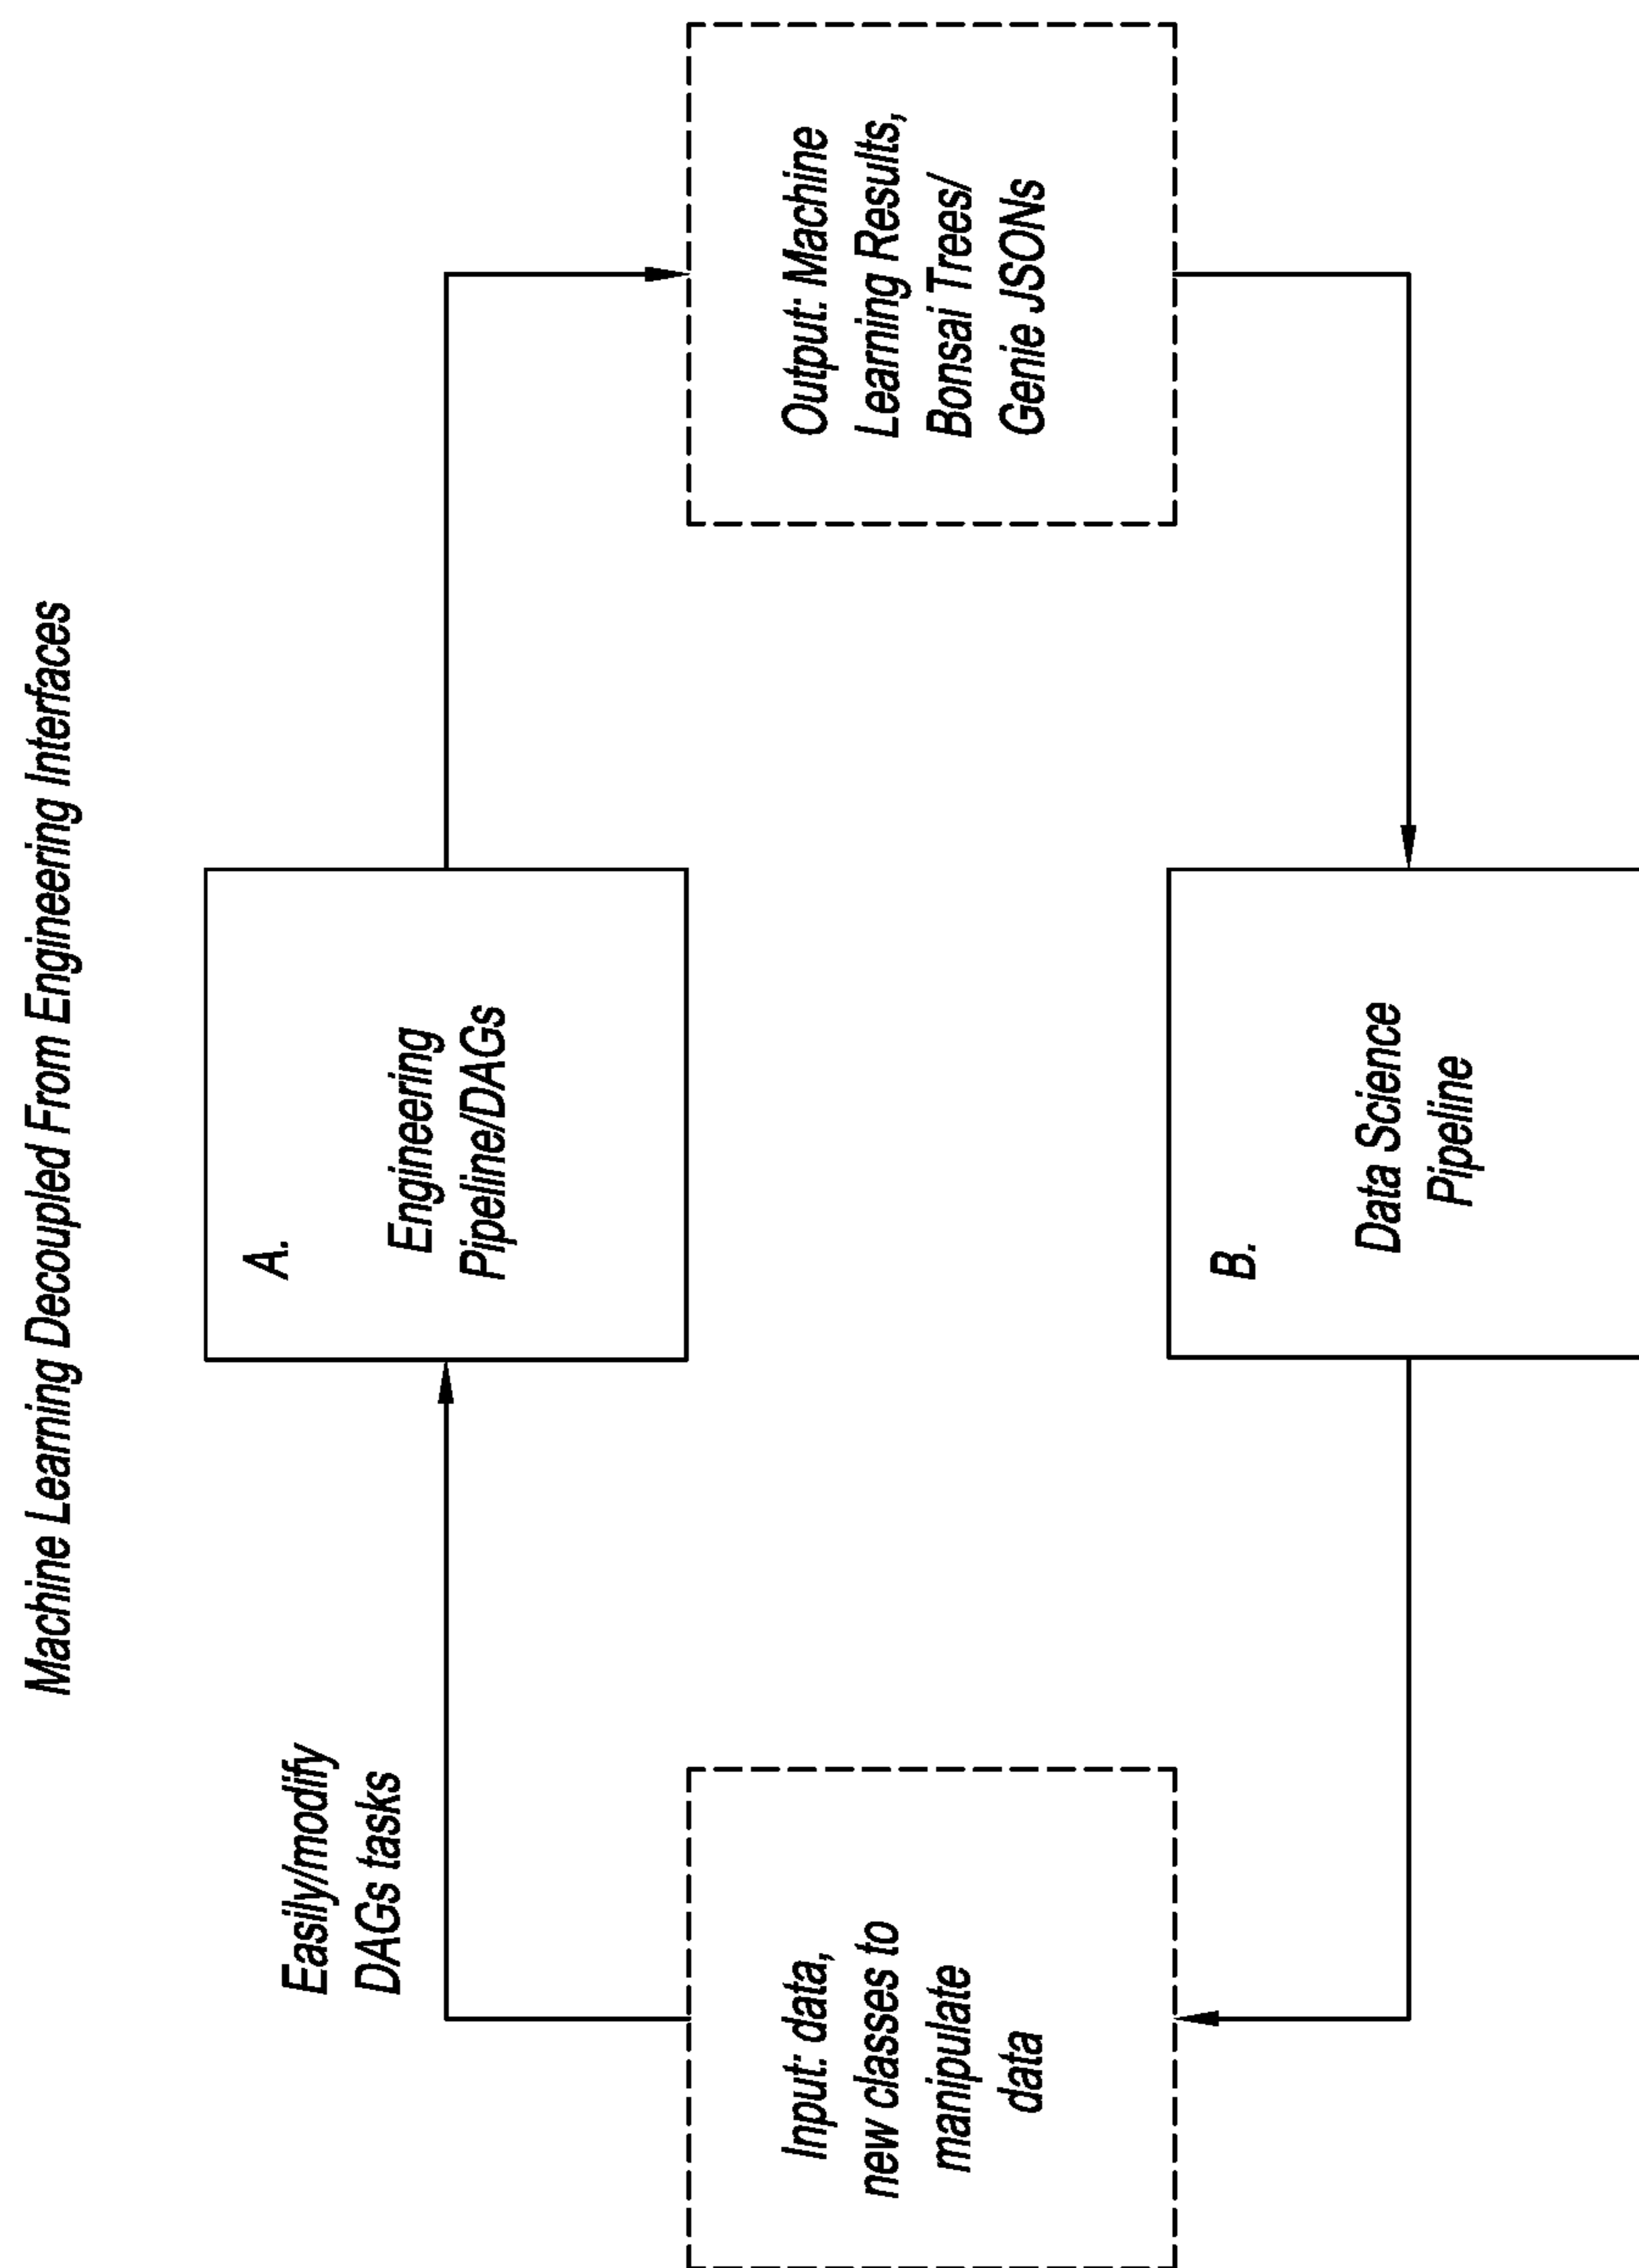 Machine Learning Decoupled From Engineering Interfaces
Easily/modify
DAGs tasks
A.
Engineering
Pipeline/DAGs
Input: data,
new classes to
manipulate
data
Output: Machine
Learning Results,
Bonsai Trees/
Genie JSONs
B.
Data Science
Pipeline